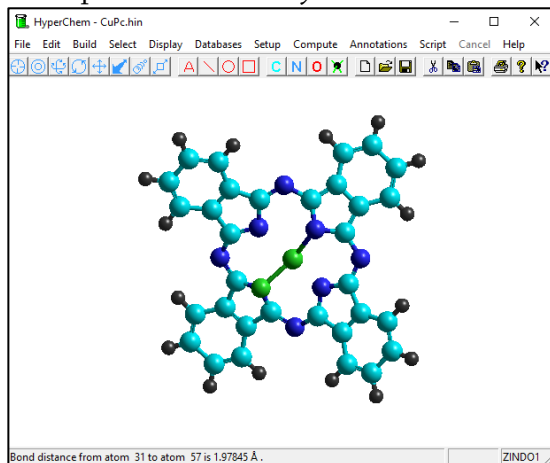 HyperChem - CuPc.hin
File Edit Build Select Display Databases Setup Compute Annotations Script Cancel Help
A C N O
Bond distance from atom 31 to atom 57 is 1.97845 Å .
ZINDO1